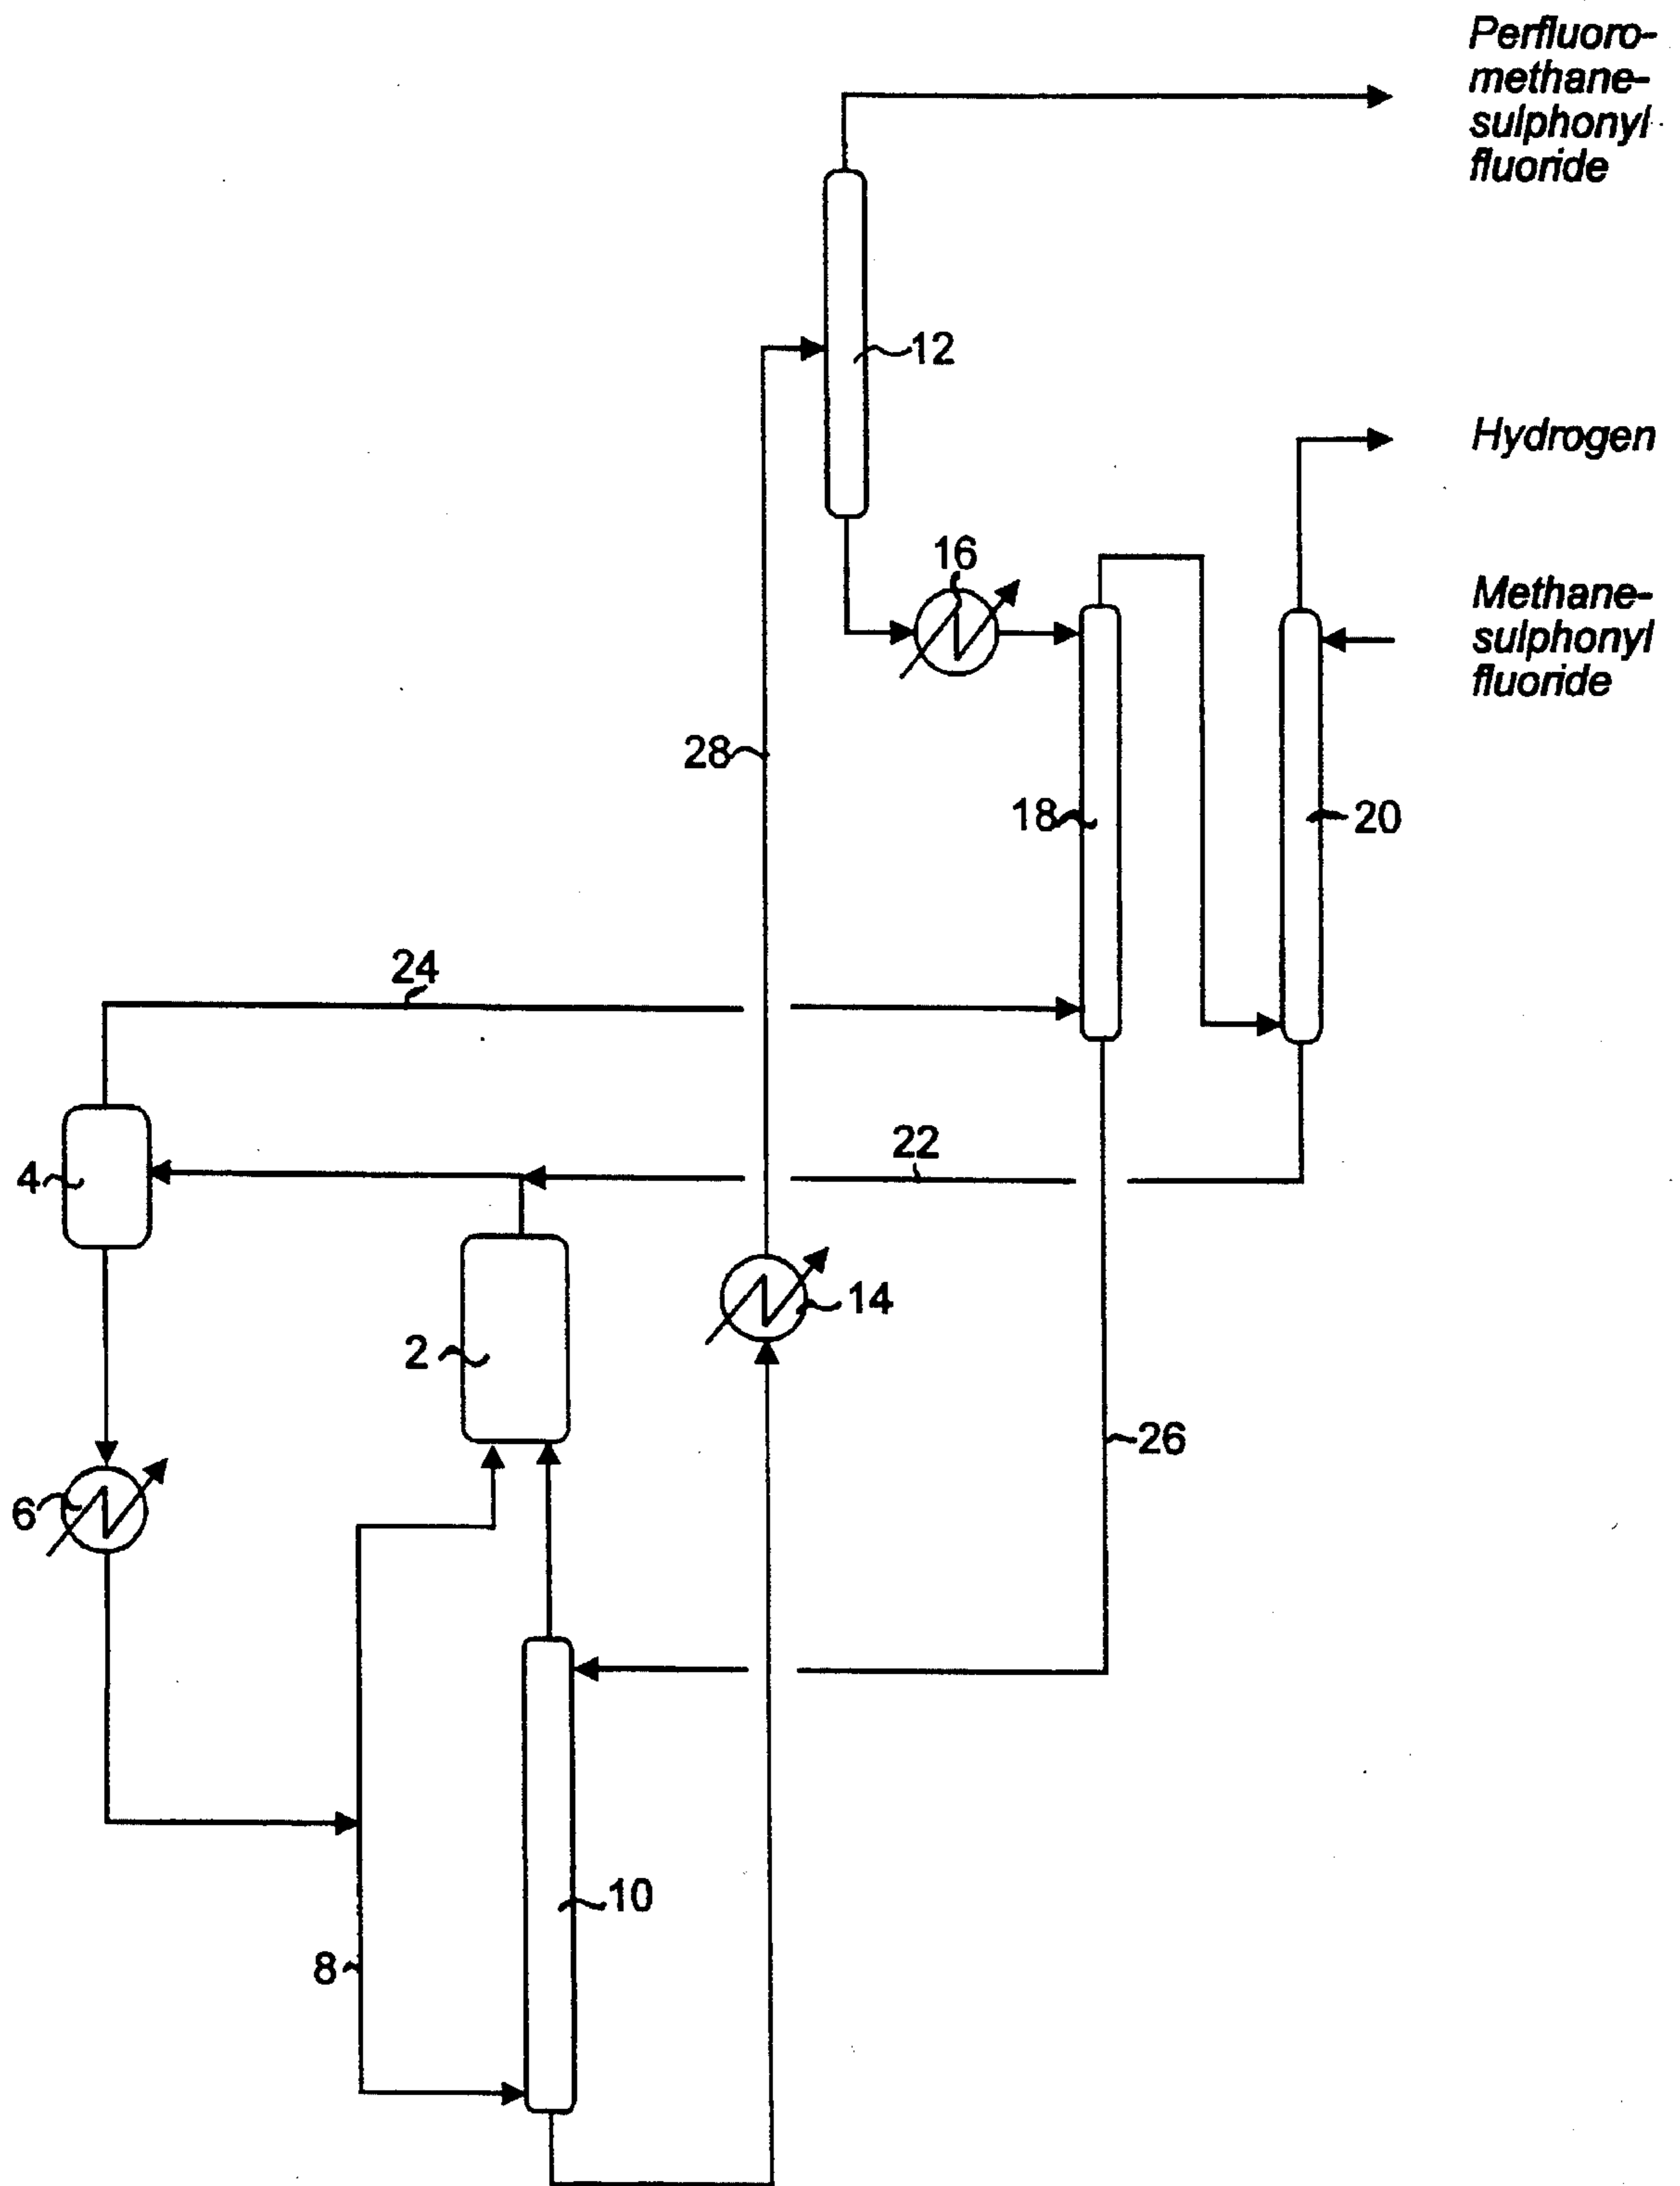 Perfluoro-
methane-
sulphonyl
fluoride
12
Hydrogen
16
Methane-
sulphonyl
fluoride
28
18
20
24
22
4
14
2
26
6
10
8